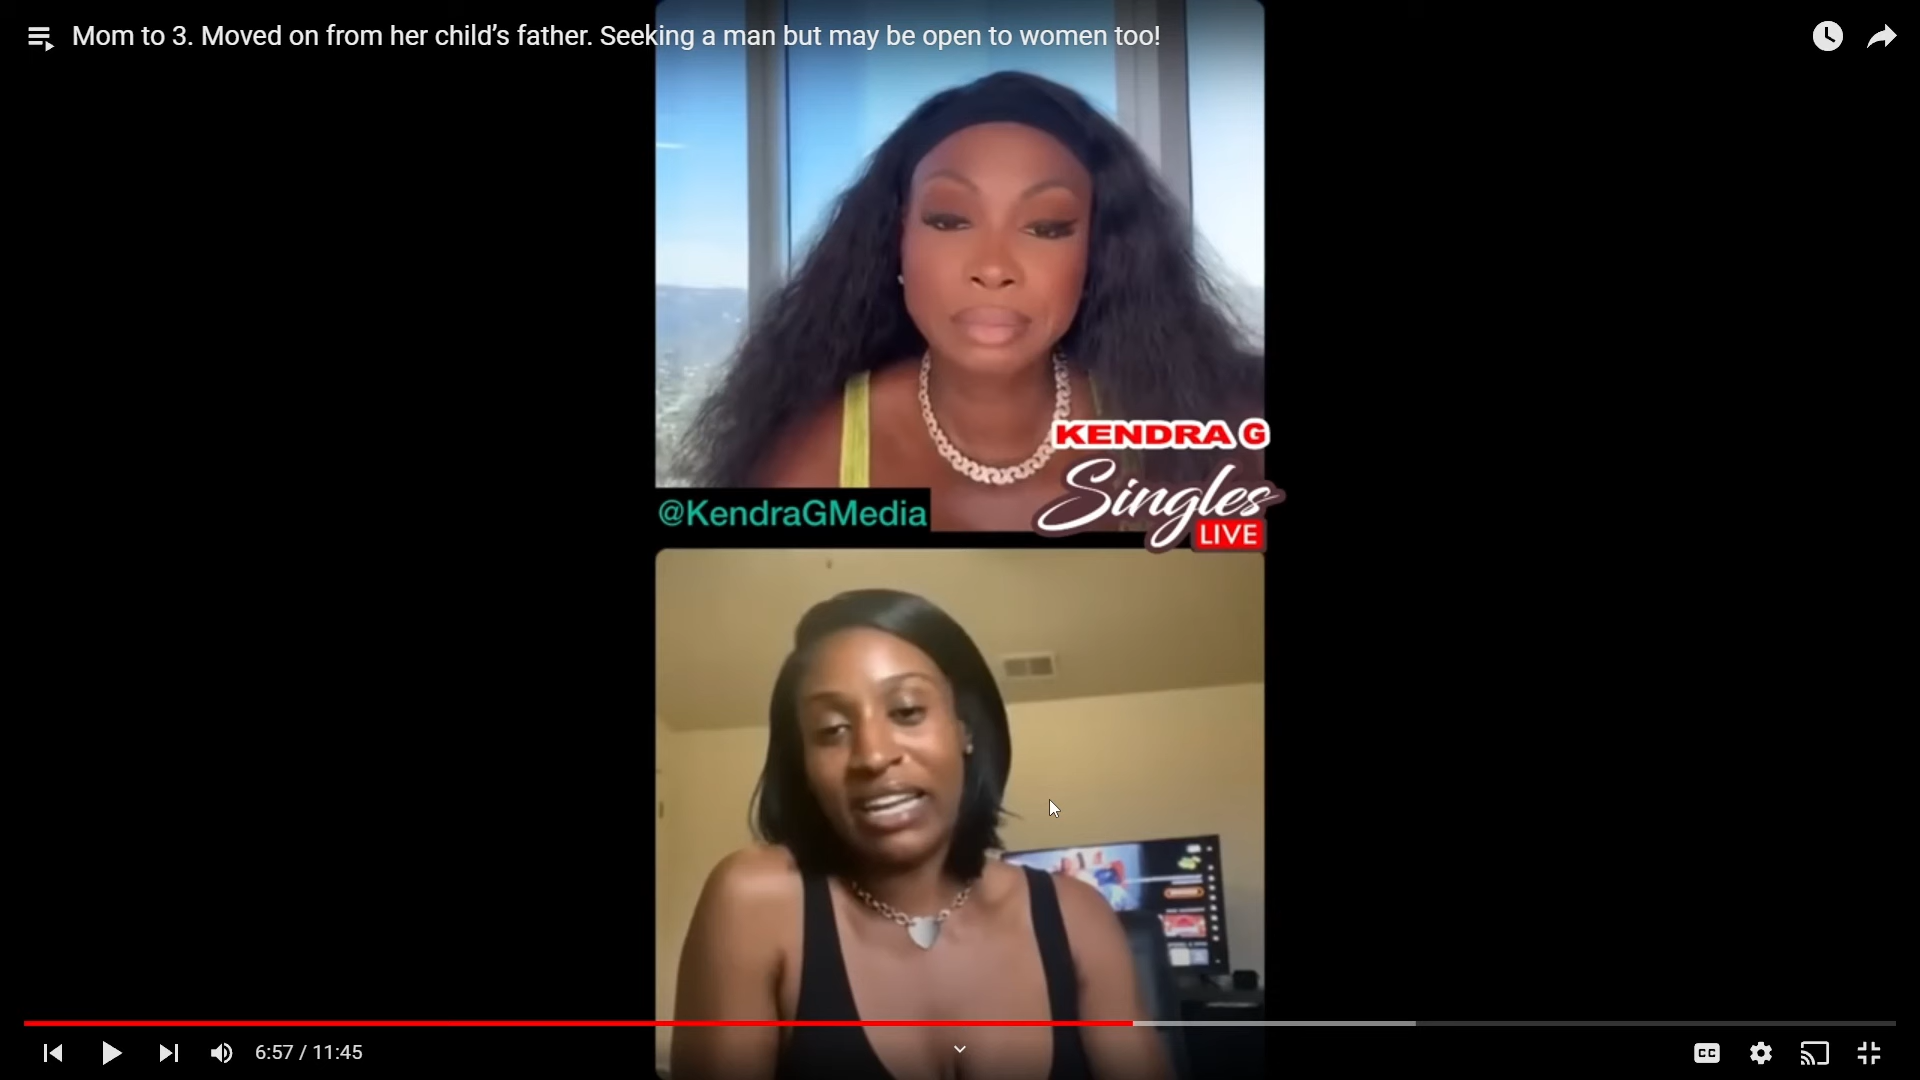 Mom to 3. Moved on from her child’s father. Seeking a man but may be open to women too!
KENDRA G
Singles
LIVE
@KendraGMedia
6:57 / 11:45
CC